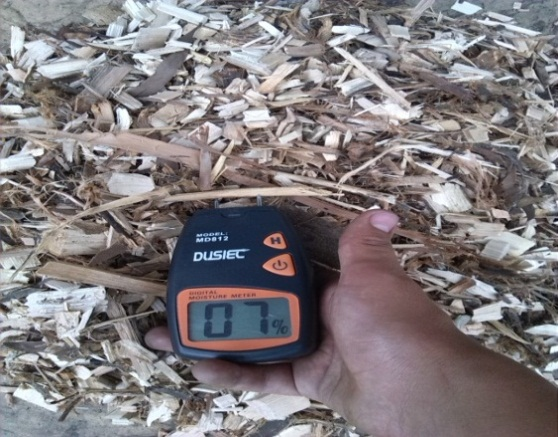 MODEL:
MD812
H
DUSIEC
DIGITAL
MOISTURE METER
07%